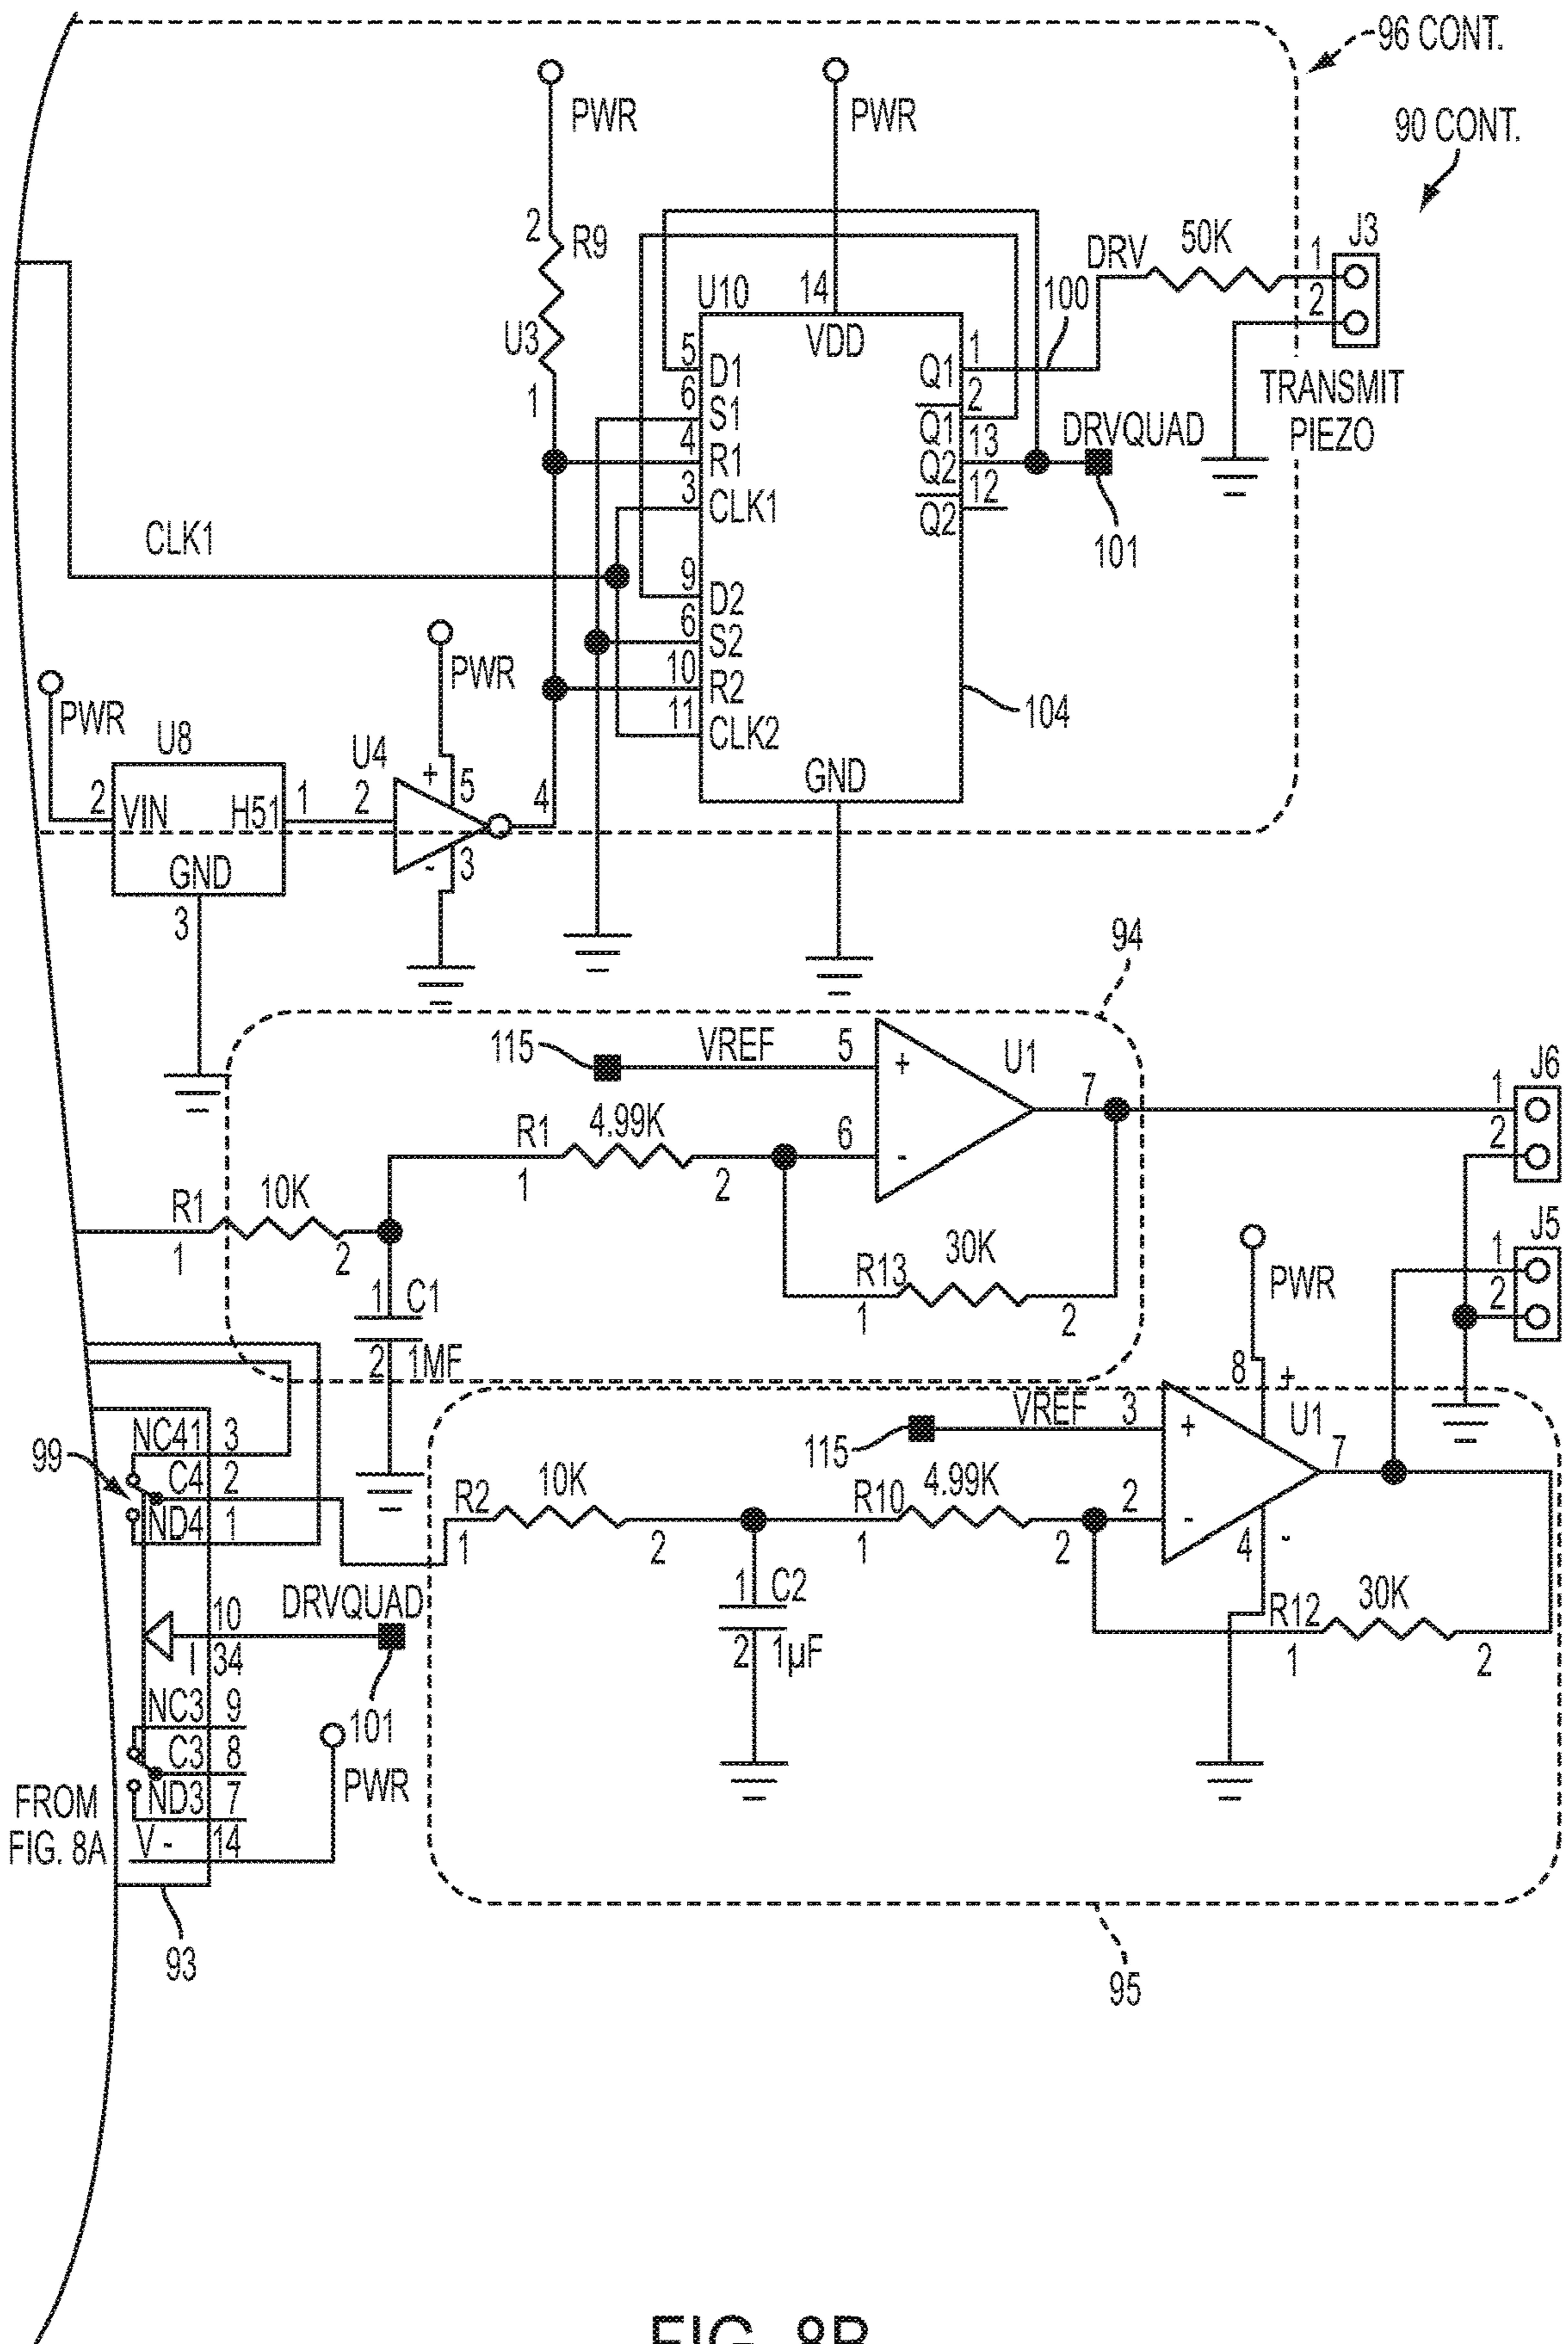 96 CONT.
90 CONT.
PWR
PWR
2
R9
U3
1
U10
14
VDD
5
D1
6
S1
4
R1
3
CLK1
9
D2
6
S2
10
R2
11
CLK2
GND
Q1
1
Q1
2
Q2
13
Q2
12
100
DRV
50K
1
2
J3
TRANSMIT
PIEZO
DRVQUAD
101
104
CLK1
PWR
U8
2
VIN
H51
1
GND
3
PWR
U4
2
+
5
-
3
4
94
115
VREF
5
+
U1
7
R1
4.99K
1
2
6
-
R1
10K
1
2
1
C1
2
1MF
R13
30K
1
2
1
2
J6
1
2
J5
PWR
99
NC41
3
C4
2
ND4
1
DRVQUAD
10
I
34
101
NC3
9
C3
8
ND3
7
V -
14
PWR
FROM
FIG. 8A
93
115
VREF
3
+
8
+
U1
7
R2
10K
1
2
R10
4.99K
1
2
2
-
4
-
1
C2
2
1µF
R12
30K
1
2
95
FIG. 8B